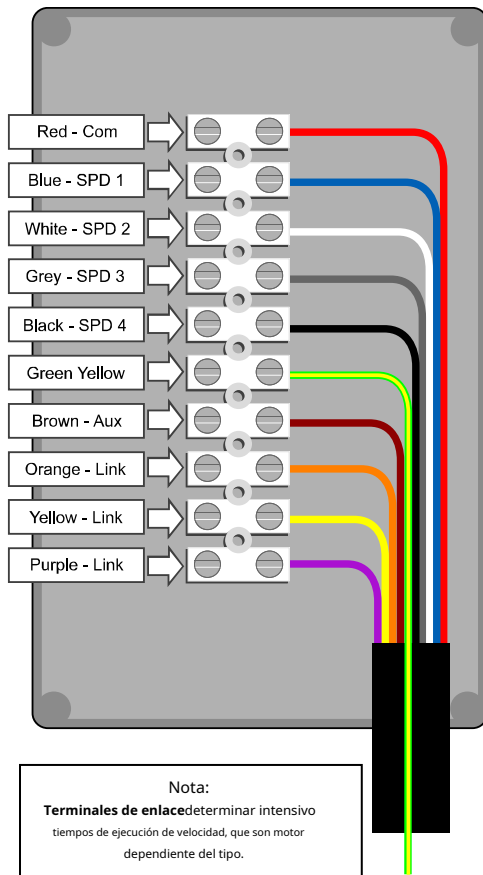 Red - Com
Blue - SPD 1
White - SPD 2
Grey - SPD 3
Black - SPD 4
Green Yellow
Brown - Aux
Orange - Link
Yellow - Link
Purple - Link
Nota:
Terminales de enlacedeterminar intensivo
tiempos de ejecución de velocidad, que son motor
dependiente del tipo.